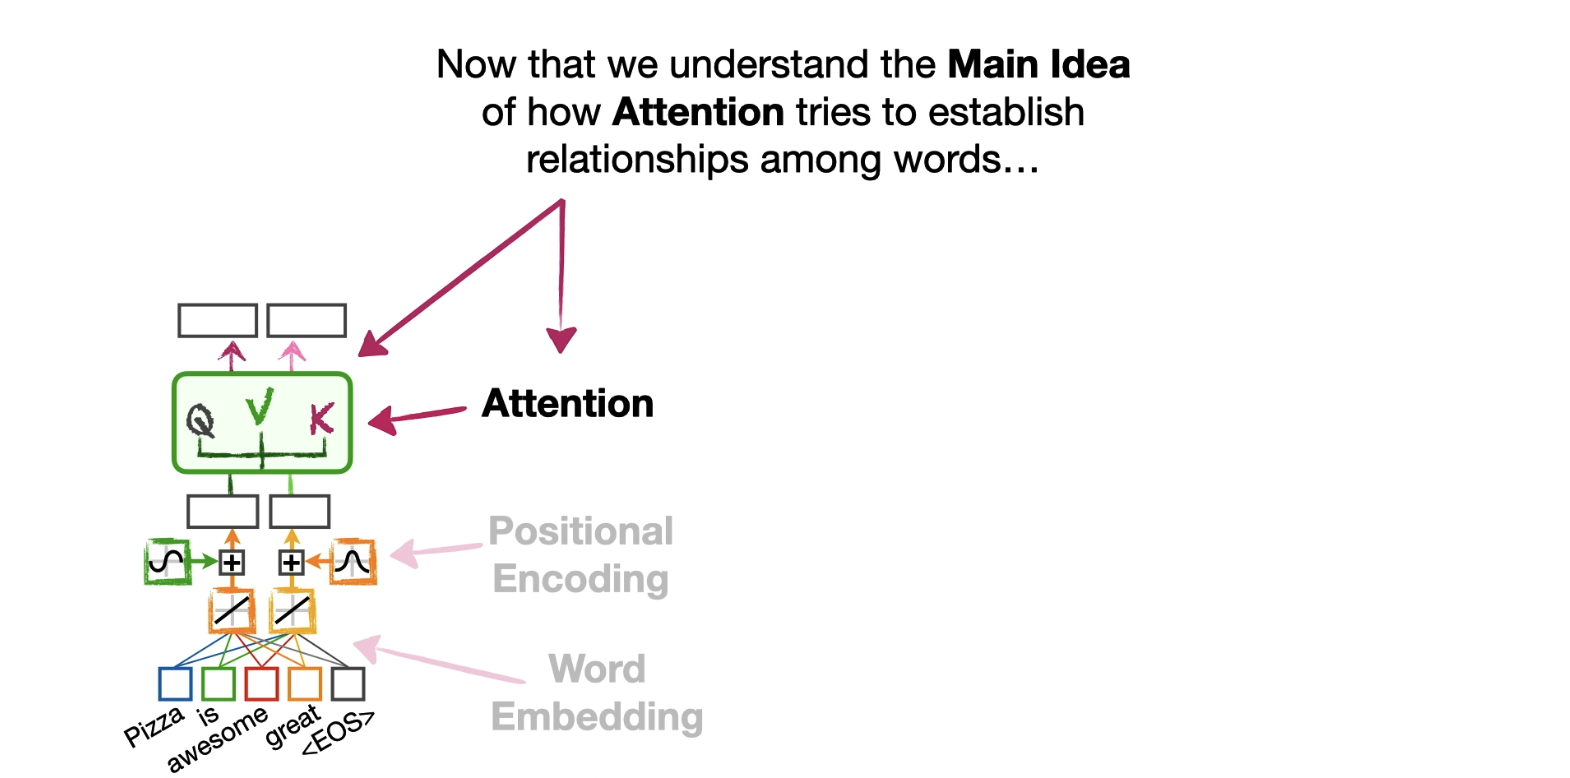 Now that we understand the Main Idea
of how Attention tries to establish
relationships among words…
Q V K
Attention
Positional
Encoding
Word
Embedding
Pizza
is
awesome
great
<EOS>